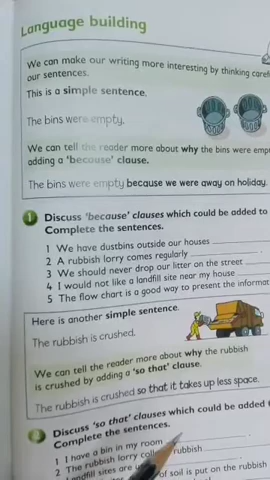 Language building
We can make our writing more interesting by thinking
our sentences.
This is a simple sentence.
The bins were empty.
We can tell the reader more about why the bins were
adding a 'because' clause.
The bins were empty because we were away on holiday.
1 Discuss 'because' clauses which could be added to
Complete the sentences.
1 We have dustbins outside our houses
2 A rubbish lorry comes regularly
3 We should never drop our litter on the street
4 I would not like a landfill site near my house
5 The flow chart is a good way to present the
Here is another simple sentence.
The rubbish is crushed.
We can tell the reader more about why the rubbish
is crushed by adding a 'so that' clause.
The rubbish is crushed so that it takes up less space.
Discuss 'so that' clauses which could be added
Complete the sentences.
1 I have a bin in my room
2 The rubbish lorry rubbish
sites are of soil is put on the rubbish